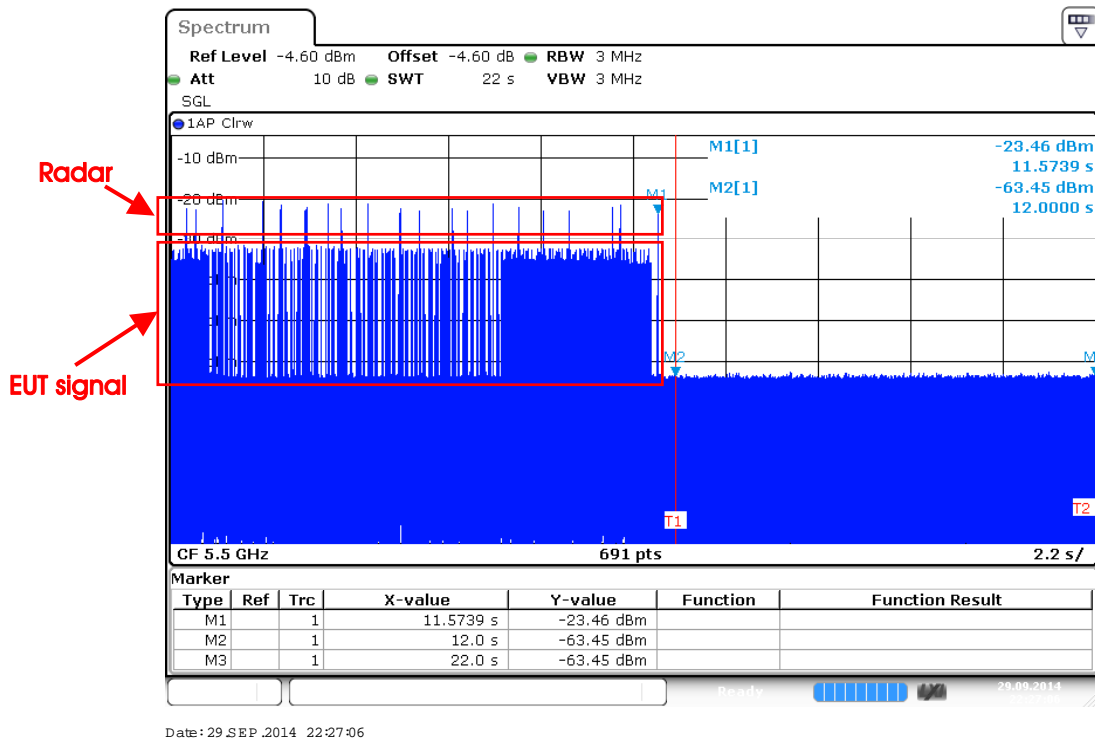 Spectrum
Ref Level -4.60 dBm Offset -4.60 dB RBW 3 MHz
Att 10 dB SWT 22 s VBW 3 MHz
SGL
1AP Clrw
M1[1] -23.46 dBm
11.5739 s
M2[1] -63.45 dBm
12.0000 s
-10 dBm
Radar
-20 dBm
M1
dBm
dBm
EUT signal
M2
M
T1
T2
CF 5.5 GHz 691 pts 2.2 s/
Marker
Type Ref Trc X-value Y-value Function Function Result
M1 1 11.5739 s -23.46 dBm
M2 1 12.0 s -63.45 dBm
M3 1 22.0 s -63.45 dBm
Ready 29.09.2014
Date: 29.SEP.2014 22:27:06